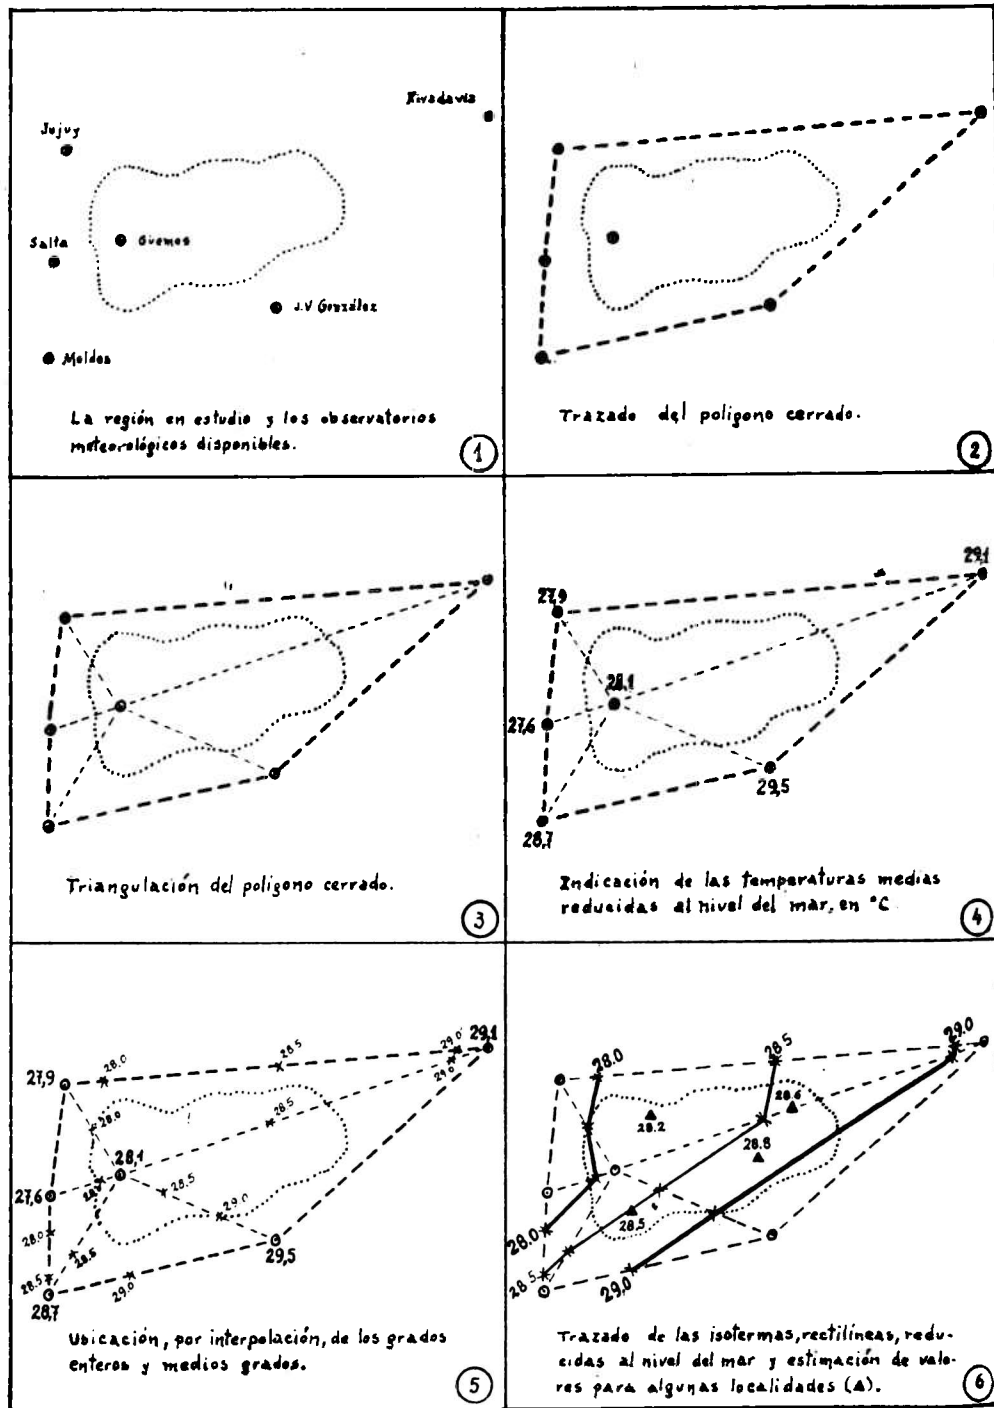 Rivadavia
Jujuy
Salta
Güemes
J.V González
Moldes
La región en estudio y los observatorios
meteorológicos disponibles.
1
Trazado del polígono cerrado.
2
Triangulación del polígono cerrado.
3
29,1
27,9
28,1
27,6
29,5
28,7
Indicación de las temperaturas medias
reducidas al nivel del mar, en °C
4
29,1
29.0
28.5
28.0
27,9
29.0
28.0
28.5
28,1
28.5
27,6
29.0
28.0
28.5
29,5
28.5
29.0
28,7
Ubicación, por interpolación, de los grados
enteros y medios grados.
5
29.0
28.5
28.0
28.2
28.8
28.5
28.0
28.5
29.0
Trazado de las isotermas, rectilíneas, redu-
cidas al nivel del mar y estimación de valo-
res para algunas localidades (▲).
6